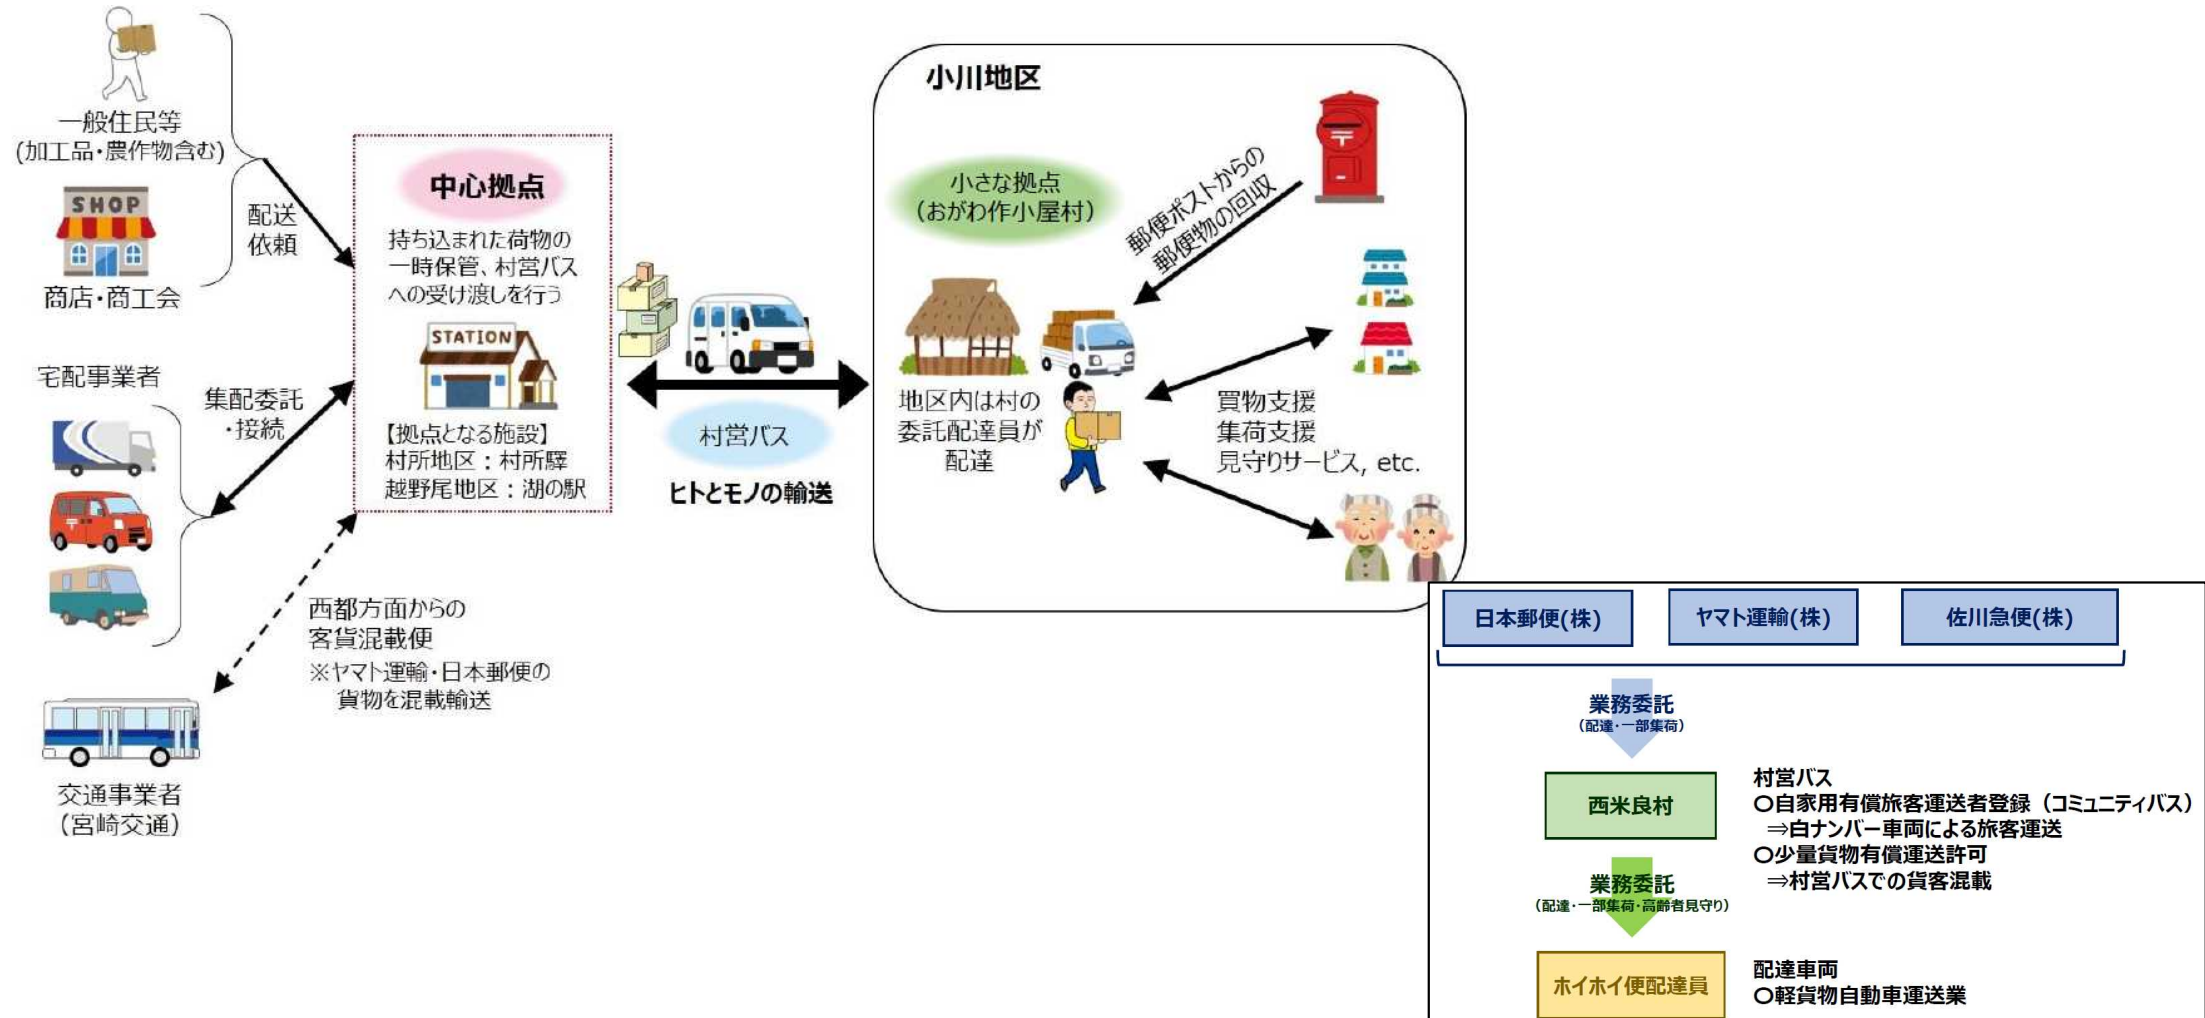 一般住民等
(加工品・農作物含む)
SHOP
商店・商工会
配送
依頼
宅配事業者
集配委託
・接続
交通事業者
（宮崎交通）
西都方面からの
客貨混載便
※ヤマト運輸・日本郵便の
貨物を混載輸送
中心拠点
持ち込まれた荷物の
一時保管、村営バス
への受け渡しを行う
STATION
【拠点となる施設】
村所地区：村所驛
越野尾地区：湖の駅
村営バス
ヒトとモノの輸送
小川地区
小さな拠点
（おがわ作小屋村）
郵便ポストからの
郵便物の回収
地区内は村の
委託配達員が
配達
買物支援
集荷支援
見守りサービス, etc.
日本郵便(株)
ヤマト運輸(株)
佐川急便(株)
業務委託
（配達・一部集荷）
西米良村
村営バス
〇自家用有償旅客運送者登録（コミュニティバス）
⇒白ナンバー車両による旅客運送
〇少量貨物有償運送許可
⇒村営バスでの貨客混載
業務委託
（配達・一部集荷・高齢者見守り）
ホイホイ便配達員
配達車両
〇軽貨物自動車運送業